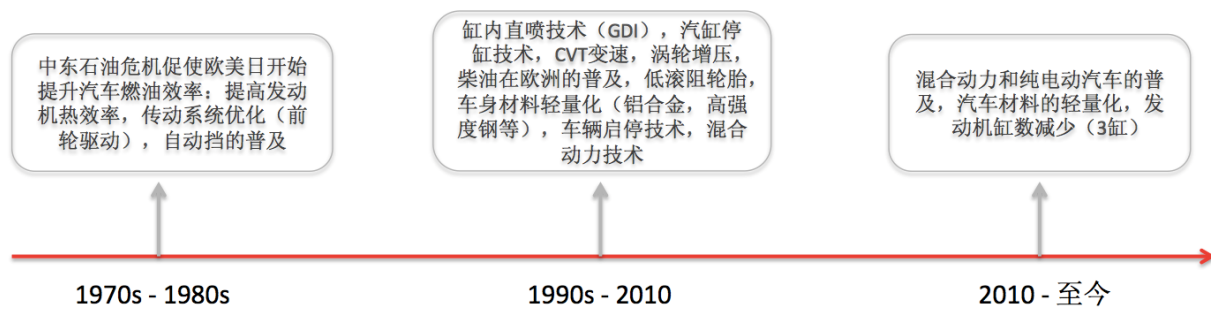 中东石油危机促使欧美日开始
提升汽车燃油效率：提高发动
机热效率，传动系统优化（前
轮驱动），自动挡的普及
缸内直喷技术（GDI），汽缸停
缸技术，CVT变速，涡轮增压，
柴油在欧洲的普及，低滚阻轮胎，
车身材料轻量化（铝合金，高强
度钢等），车辆启停技术，混合
动力技术
混合动力和纯电动汽车的普
及，汽车材料的轻量化，发
动机缸数减少（3缸）
1970s - 1980s
1990s - 2010
2010 - 至今